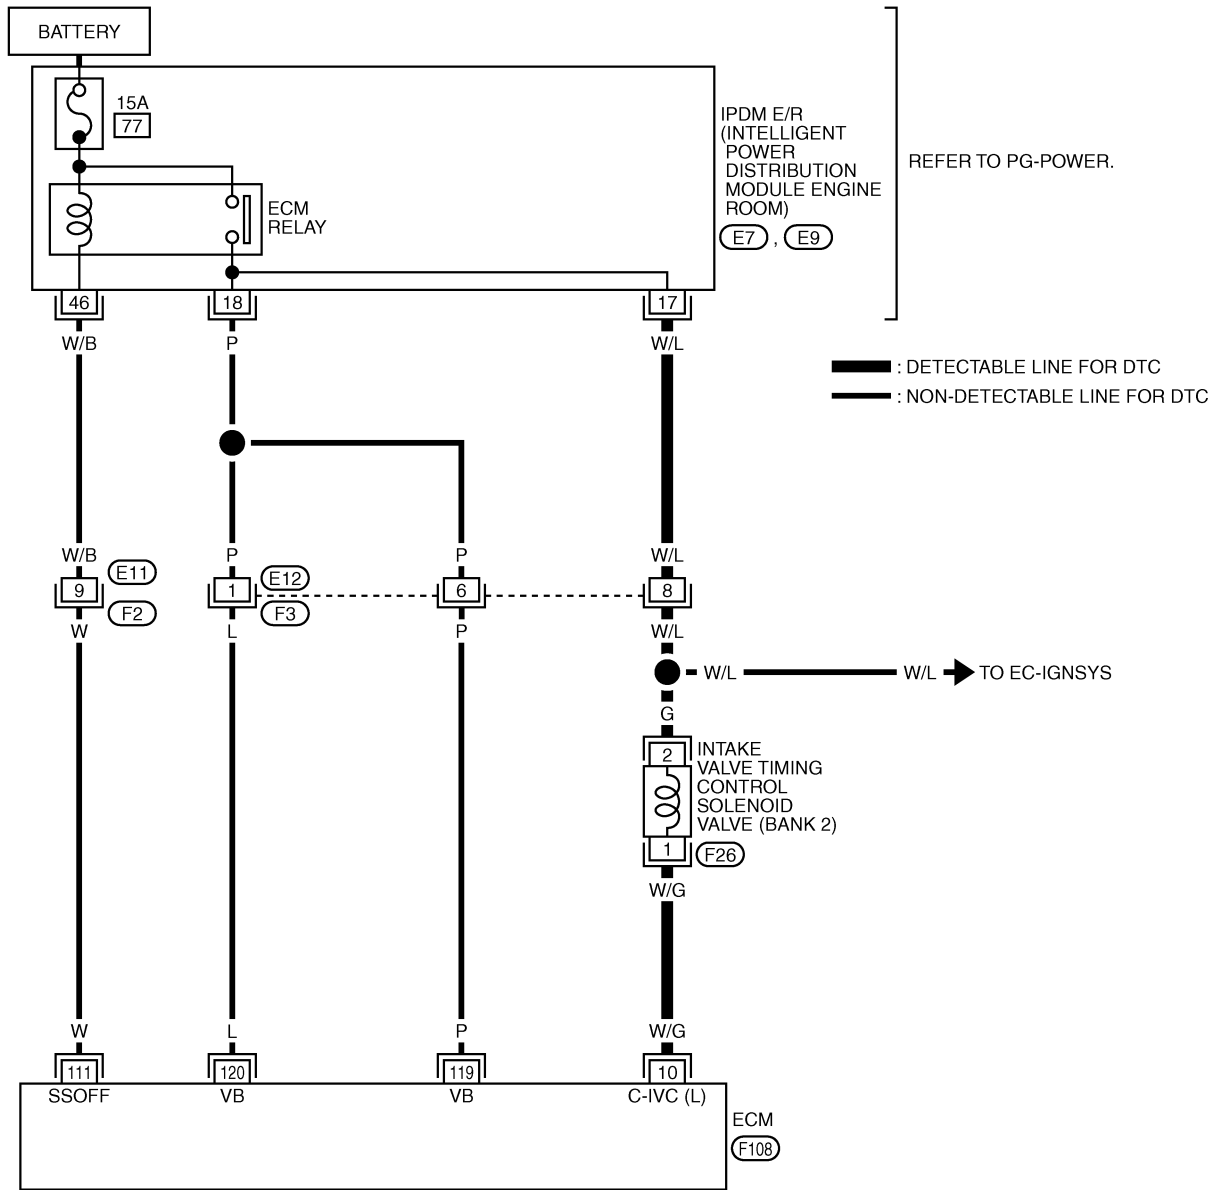 BATTERY
15A
77
ECM
RELAY
IPDM E/R
(INTELLIGENT
POWER
DISTRIBUTION
MODULE ENGINE
ROOM)
E7 , E9
REFER TO PG-POWER.
46
18
17
W/B
P
W/L
: DETECTABLE LINE FOR DTC
: NON-DETECTABLE LINE FOR DTC
W/B
P
P
W/L
E11
E12
9
1
6
8
F2
F3
W
L
P
W/L
W/L
W/L
TO EC-IGNSYS
G
2
INTAKE
VALVE TIMING
CONTROL
SOLENOID
VALVE (BANK 2)
1
F26
W/G
W
L
P
W/G
111
120
119
10
SSOFF
VB
VB
C-IVC (L)
ECM
F108